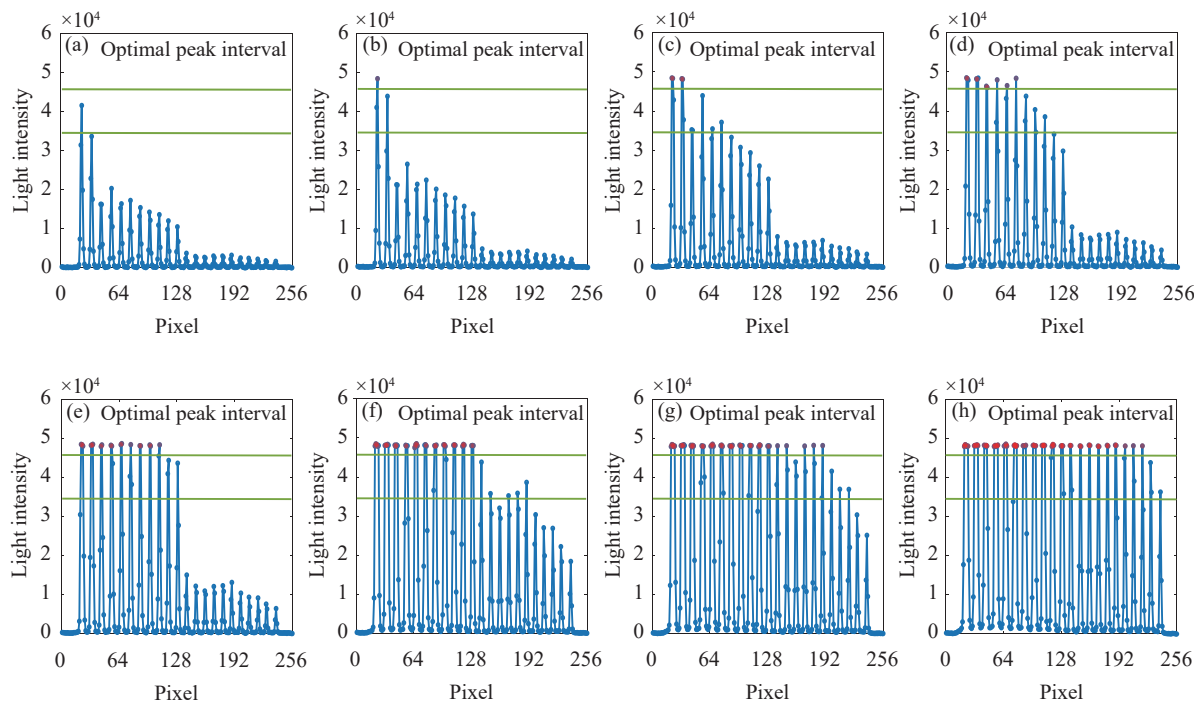 ×10⁴
(a) Optimal peak interval
6
5
4
3
2
1
0
Light intensity
0 64 128 192 256
Pixel
×10⁴
(b) Optimal peak interval
6
5
4
3
2
1
0
Light intensity
0 64 128 192 256
Pixel
×10⁴
(c) Optimal peak interval
6
5
4
3
2
1
0
Light intensity
0 64 128 192 256
Pixel
×10⁴
(d) Optimal peak interval
6
5
4
3
2
1
0
Light intensity
0 64 128 192 256
Pixel
×10⁴
(e) Optimal peak interval
6
5
4
3
2
1
0
Light intensity
0 64 128 192 256
Pixel
×10⁴
(f) Optimal peak interval
6
5
4
3
2
1
0
Light intensity
0 64 128 192 256
Pixel
×10⁴
(g) Optimal peak interval
6
5
4
3
2
1
0
Light intensity
0 64 128 192 256
Pixel
×10⁴
(h) Optimal peak interval
6
5
4
3
2
1
0
Light intensity
0 64 128 192 256
Pixel